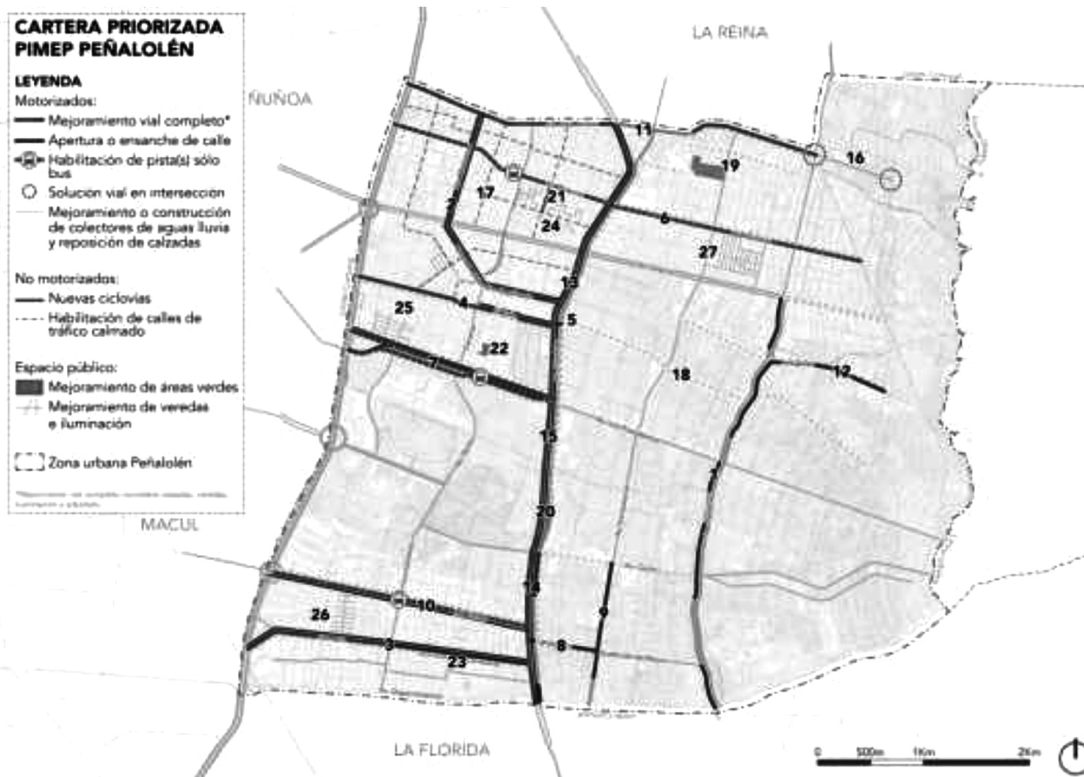 CARTERA PRIORIZADA
PIMEP PEÑALOLÉN
LEYENDA
Motorizados:
Mejoramiento vial completo*
Apertura o ensanche de calle
Habilitación de pista(s) sólo
bus
Solución vial en intersección
Mejoramiento o construcción
de colectores de aguas lluvia
y reposición de calzadas
No motorizados:
Nuevas ciclovías
Habilitación de calles de
tráfico calmado
Espacio público:
Mejoramiento de áreas verdes
Mejoramiento de veredas
e iluminación
Zona urbana Peñalolén
LA REINA
ÑUÑOA
MACUL
LA FLORIDA
11
16
19
17
21
2
24
6
27
13
4
25
5
22
7
18
12
15
1
20
14
10
9
26
3
8
23
0
500m
1Km
2Km